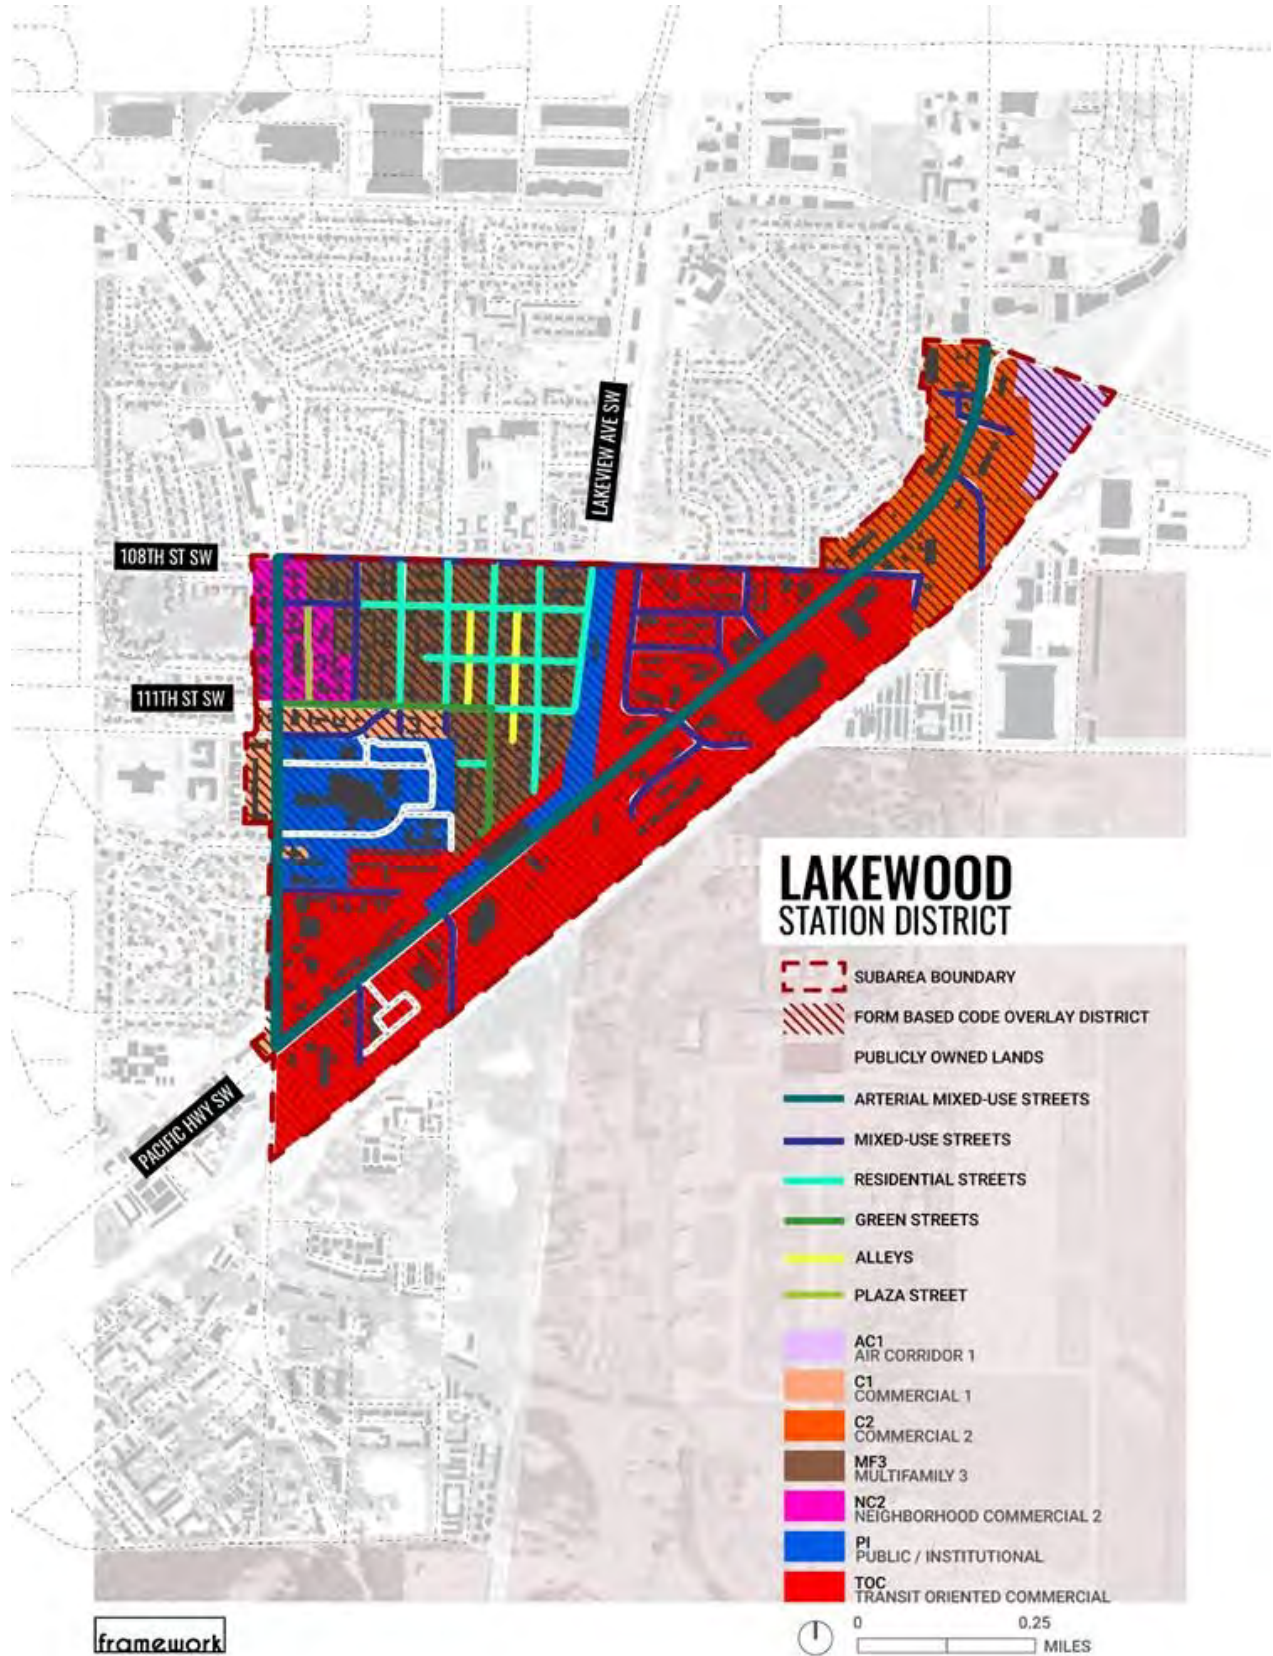 LAKEVIEW AVE SW
108TH ST SW
111TH ST SW
PACIFIC HWY SW
LAKEWOOD
STATION DISTRICT
SUBAREA BOUNDARY
FORM BASED CODE OVERLAY DISTRICT
PUBLICLY OWNED LANDS
ARTERIAL MIXED-USE STREETS
MIXED-USE STREETS
RESIDENTIAL STREETS
GREEN STREETS
ALLEYS
PLAZA STREET
AC1
AIR CORRIDOR 1
C1
COMMERCIAL 1
C2
COMMERCIAL 2
MF3
MULTIFAMILY 3
NC2
NEIGHBORHOOD COMMERCIAL 2
PI
PUBLIC / INSTITUTIONAL
TOC
TRANSIT ORIENTED COMMERCIAL
0 0.25
MILES
framework